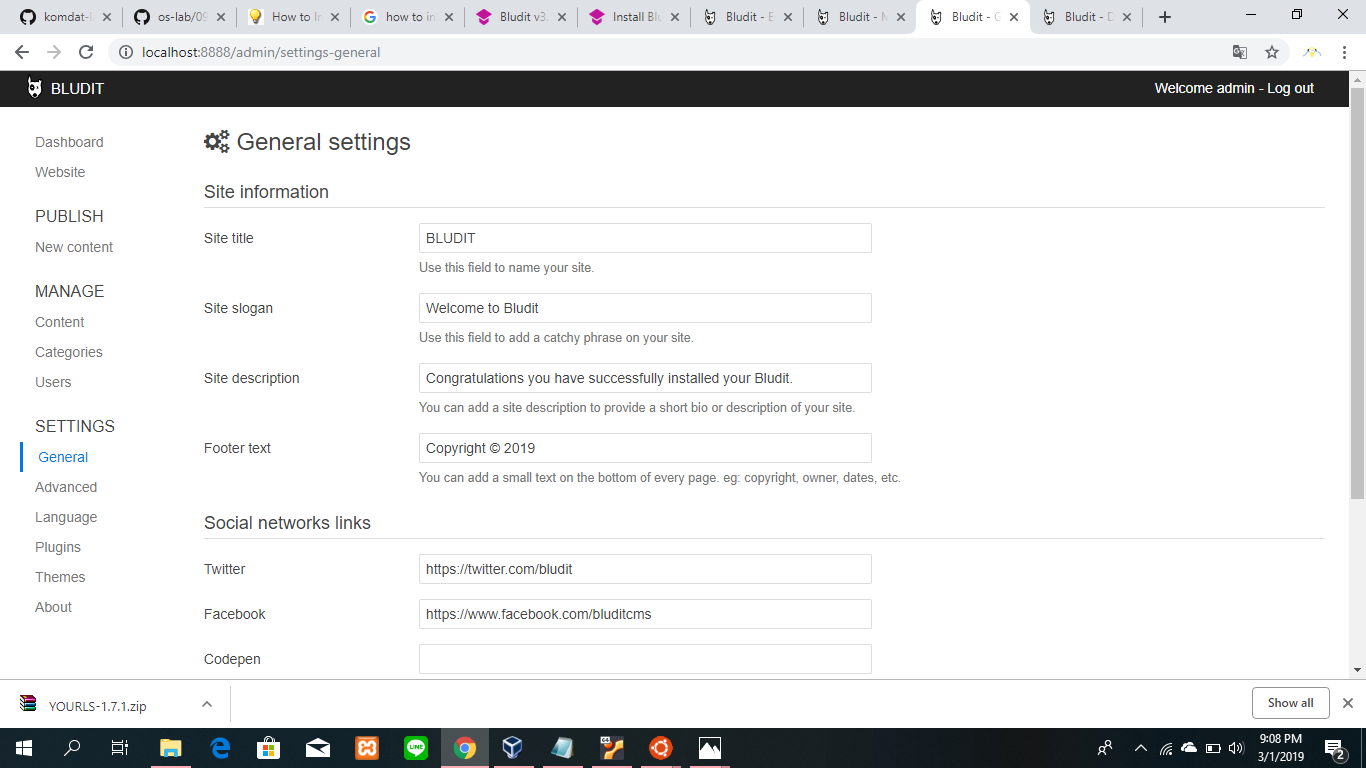 komdat-
os-lab/09
How to I
how to in
Bludit v3
Install Blu
Bludit - E
Bludit - M
Bludit - G
Bludit - D
localhost:8888/admin/settings-general
BLUDIT
Welcome admin - Log out
Dashboard
Website
PUBLISH
New content
MANAGE
Content
Categories
Users
SETTINGS
General
Advanced
Language
Plugins
Themes
About
General settings
Site information
Site title
BLUDIT
Use this field to name your site.
Site slogan
Welcome to Bludit
Use this field to add a catchy phrase on your site.
Site description
Congratulations you have successfully installed your Bludit.
You can add a site description to provide a short bio or description of your site.
Footer text
Copyright © 2019
You can add a small text on the bottom of every page. eg: copyright, owner, dates, etc.
Social networks links
Twitter
https://twitter.com/bludit
Facebook
https://www.facebook.com/bluditcms
Codepen
YOURLS-1.7.1.zip
Show all
LINE
64
9:08 PM
3/1/2019
2